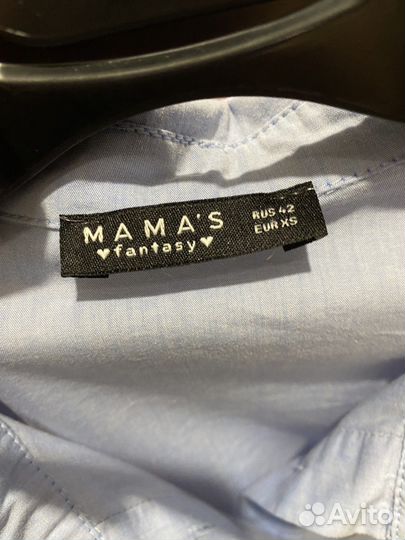 MAMA'S
♥fantasy♥
RUS 42
EUR XS
Avito